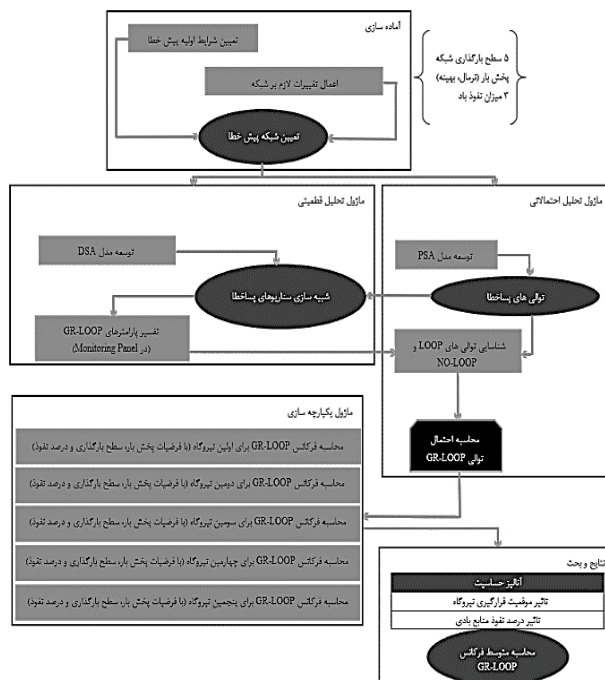 آماده سازی
تعیین شرایط اولیه پیش خطا
اعمال تغییرات لازم بر شبکه
تعیین شبکه پیش خطا
۵ سطح بارگذاری شبکه
پخش بار (نرمال، بهینه)
۳ میزان نفوذ باد
ماژول تحلیل احتمالاتی
توسعه مدل PSA
توالی های پساخطا
شناسایی توالی های LOOP و
NO-LOOP
محاسبه احتمال
توالی GR-LOOP
ماژول تحلیل قطعیتی
توسعه مدل DSA
شبیه سازی سناریوهای پساخطا
تفسیر پارامترهای GR-LOOP
(در Monitoring Panel)
ماژول یکپارچه سازی
محاسبه فرکانس GR-LOOP برای اولین نیروگاه (با فرضیات پخش بار، سطح بارگذاری و درصد نفوذ)
محاسبه فرکانس GR-LOOP برای دومین نیروگاه (با فرضیات پخش بار، سطح بارگذاری و درصد نفوذ)
محاسبه فرکانس GR-LOOP برای سومین نیروگاه (با فرضیات پخش بار، سطح بارگذاری و درصد نفوذ)
محاسبه فرکانس GR-LOOP برای چهارمین نیروگاه (با فرضیات پخش بار، سطح بارگذاری و درصد نفوذ)
محاسبه فرکانس GR-LOOP برای پنجمین نیروگاه (با فرضیات پخش بار، سطح بارگذاری و درصد نفوذ)
نتایج و بحث
آنالیز حساسیت
تاثیر موقعیت قرارگیری نیروگاه
تاثیر درصد نفوذ منابع بادی
محاسبه متوسط فرکانس
GR-LOOP